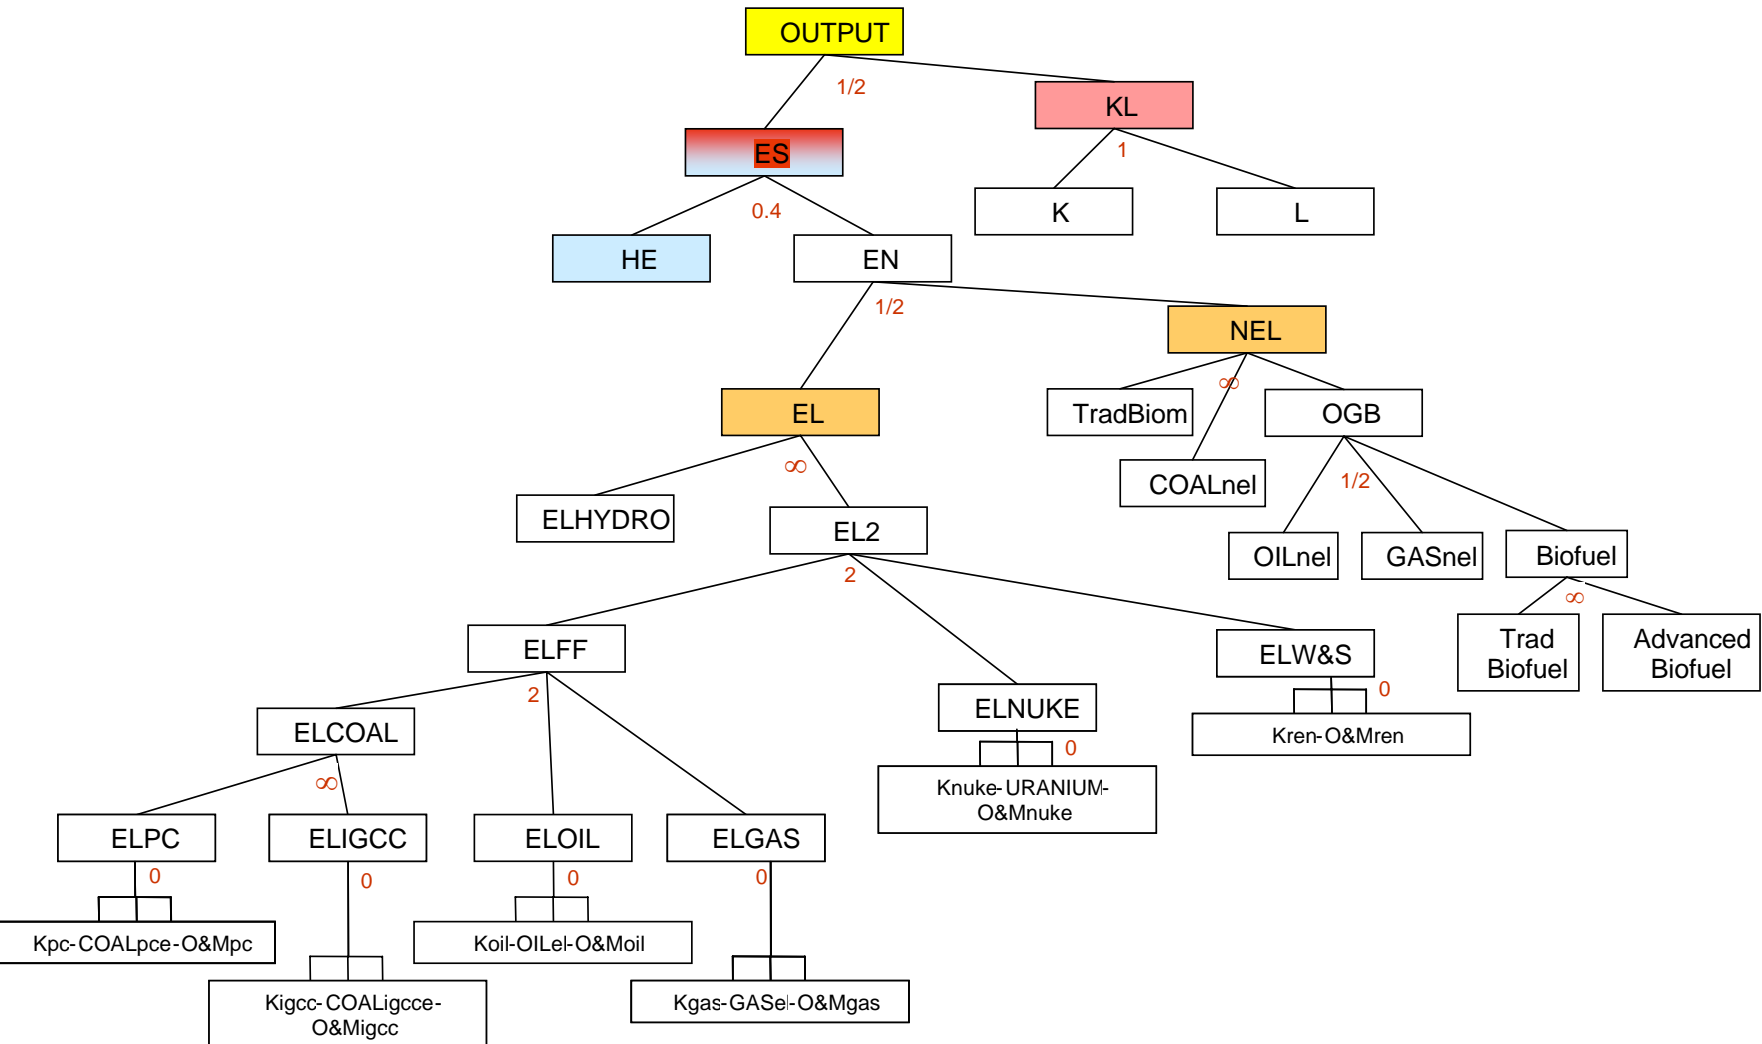 OUTPUT
1/2
KL
1
ES
0.4
K
L
HE
EN
1/2
NEL
∞
EL
TradBiom
OGB
∞
COALnel
1/2
ELHYDRO
EL2
2
OILnel
GASnel
Biofuel
∞
Trad
Biofuel
Advanced
Biofuel
ELFF
2
ELW&S
0
ELNUKE
0
Kren-O&Mren
ELCOAL
∞
Knuke-URANIUM-
O&Mnuke
ELPC
0
ELIGCC
0
ELOIL
0
ELGAS
0
Kpc-COALpce-O&Mpc
Koil-OILel-O&Moil
Kigcc-COALigcce-
O&Migcc
Kgas-GASel-O&Mgas